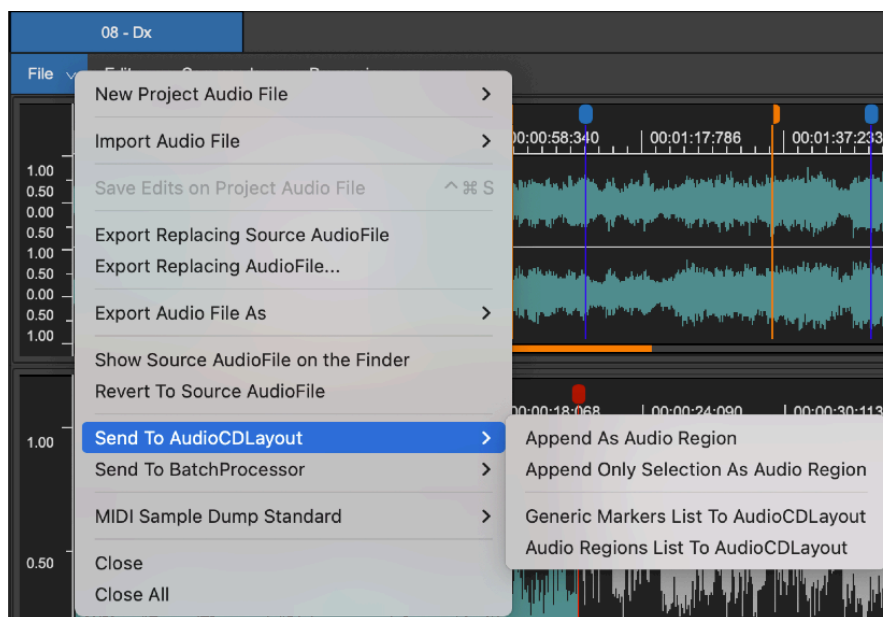 08 - Dx
File
New Project Audio File
Import Audio File
Save Edits on Project Audio File ^ ⌘ S
Export Replacing Source AudioFile
Export Replacing AudioFile...
Export Audio File As
Show Source AudioFile on the Finder
Revert To Source AudioFile
Send To AudioCDLayout
Send To BatchProcessor
MIDI Sample Dump Standard
Close
Close All
Append As Audio Region
Append Only Selection As Audio Region
Generic Markers List To AudioCDLayout
Audio Regions List To AudioCDLayout
00:00:58:340 00:01:17:786 00:01:37:233
1.00
0.50
0.00
0.50
1.00
0.50
0.00
0.50
1.00
00:00:18:068 00:00:24:090 00:00:30:113
1.00
0.50